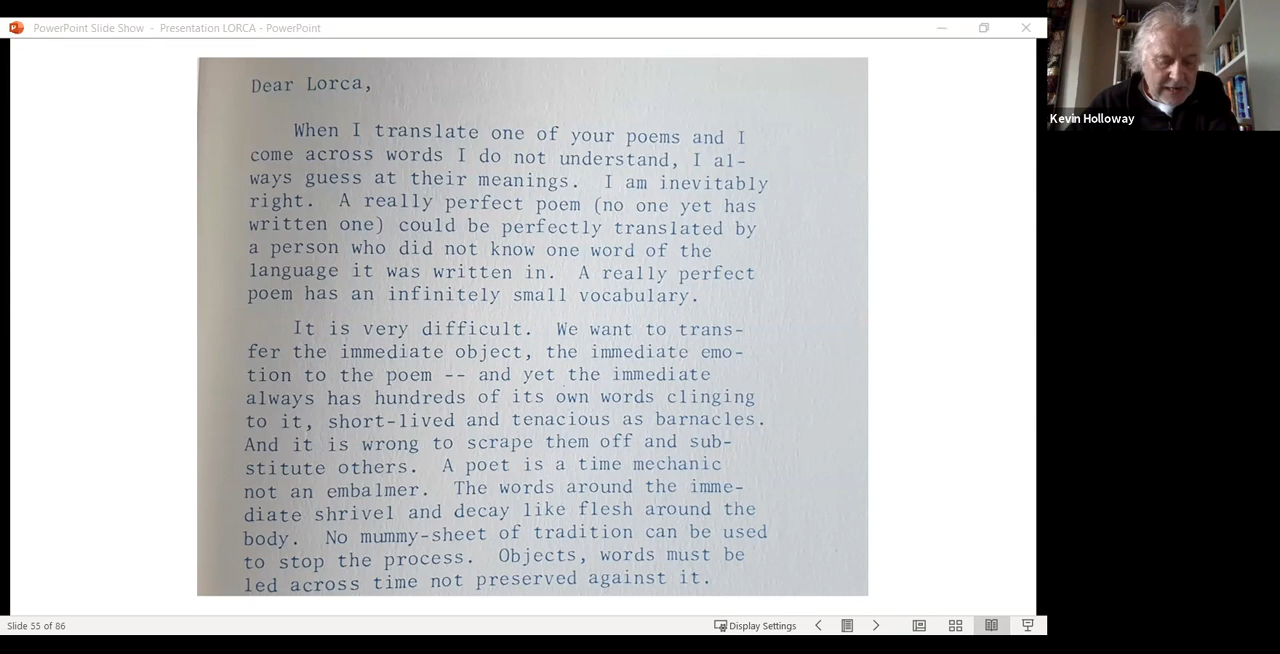 PowerPoint Slide Show - Presentation LORCA - PowerPoint
Kevin Holloway
Dear Lorca,
When I translate one of your poems and I
come across words I do not understand, I al-
ways guess at their meanings. I am inevitably
right. A really perfect poem (no one yet has
written one) could be perfectly translated by
a person who did not know one word of the
language it was written in. A really perfect
poem has an infinitely small vocabulary.
It is very difficult. We want to trans-
fer the immediate object, the immediate emo-
tion to the poem -- and yet the immediate
always has hundreds of its own words clinging
to it, short-lived and tenacious as barnacles.
And it is wrong to scrape them off and sub-
stitute others. A poet is a time mechanic
not an embalmer. The words around the imme-
diate shrivel and decay like flesh around the
body. No mummy-sheet of tradition can be used
to stop the process. Objects, words must be
led across time not preserved against it.
Slide 55 of 86
Display Settings